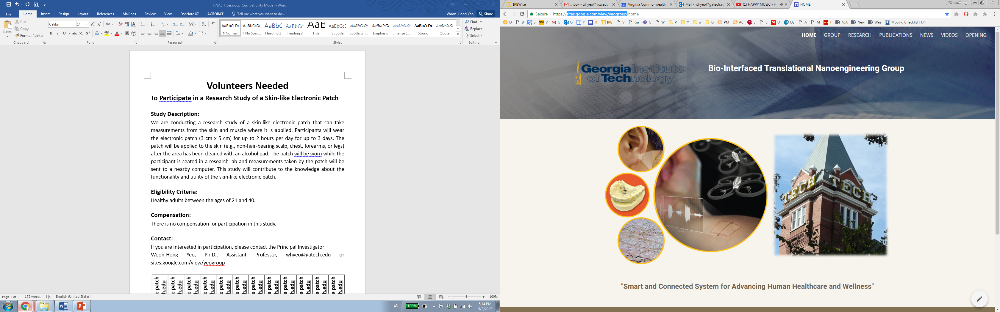 FINAL_Flyer.docx [Compatibility Mode] - Word
File Home Insert Design Layout References Mailings Review View EndNote X7 ACROBAT Tell me what you want to do... Woon-Hong Yeo Share
Paste
Cut
Copy
Format Painter
Clipboard
Calibri 14
Font
Paragraph
AaBbCcDc AaBbCcDc AaBbC AaBbCc AaB AaBbCcD AaBbCcDc AaBbCcDc AaBbCcDc AaBbCcDc AaBbCcDc
¶ Normal ¶ No Spac... Heading 1 Heading 2 Title Subtitle Subtle Em... Emphasis Intense E... Strong Quote
Styles
Find
Replace
Select
Editing
Volunteers Needed
To Participate in a Research Study of a Skin-like Electronic Patch
Study Description:
We are conducting a research study of a skin-like electronic patch that can take
measurements from the skin and muscle where it is applied. Participants will wear
the electronic patch (3 cm x 5 cm) for up to 2 hours per day for up to 3 days. The
patch will be applied to the skin (e.g., non-hair-bearing scalp, chest, forearms, or legs)
after the area has been cleaned with an alcohol pad. The patch will be worn while the
participant is seated in a research lab and measurements taken by the patch will be
sent to a nearby computer. This study will contribute to the knowledge about the
functionality and utility of the skin-like electronic patch.
Eligibility Criteria:
Healthy adults between the ages of 21 and 40.
Compensation:
There is no compensation for participation in this study.
Contact:
If you are interested in participation, please contact the Principal Investigator
Woon-Hong Yeo, Ph.D., Assistant Professor, whyeo@gatech.edu or
sites.google.com/view/yeogroup
e patch e patch e patch e patch e patch e patch e patch e patch e patch e patch e patch e patch
h.edu h.edu h.edu h.edu h.edu h.edu h.edu h.edu h.edu h.edu h.edu h.edu
Page 1 of 1 172 words English (United States) 100%
EN 100% 5:14 PM
5/3/2017
IRBWise Inbox - whyeo@vcu.edu Virginia Commonwealth Mail - whyeo@gatech.ed (1) HAPPY MUSIC - H HOME Woon-Hong
Secure https://sites.google.com/view/yeogroup/home
D B S V M G G Y H IRB V Ga G W V Y w G PM AC S B O Dy A M T NIA New Wea Moving Checklist | DM
HOME · GROUP · RESEARCH · PUBLICATIONS · NEWS · VIDEOS · OPENING
Georgia Institute
of Technology
Bio-Interfaced Translational Nanoengineering Group
TECH TECH
"Smart and Connected System for Advancing Human Healthcare and Wellness"